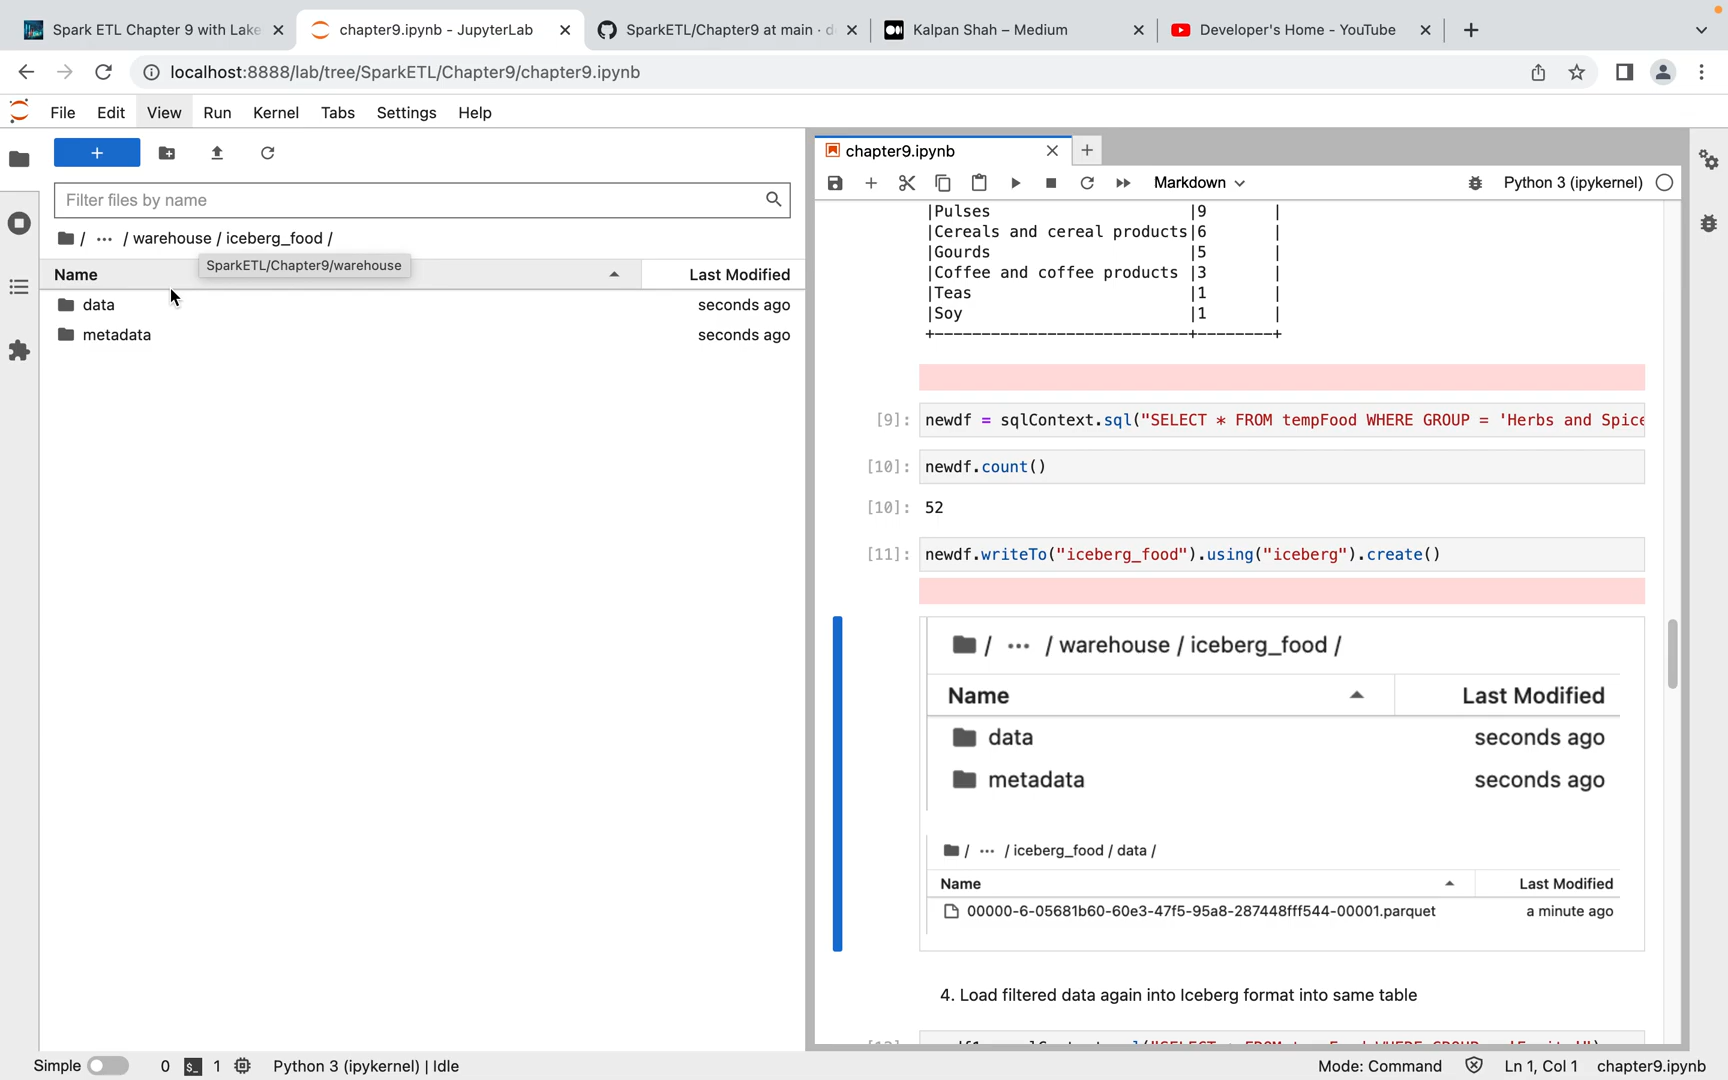 Spark ETL Chapter 9 with Lake
chapter9.ipynb - JupyterLab
SparkETL/Chapter9 at main · d
Kalpan Shah – Medium
Developer's Home - YouTube
localhost:8888/lab/tree/SparkETL/Chapter9/chapter9.ipynb
File Edit View Run Kernel Tabs Settings Help
+
Filter files by name
/ ... / warehouse / iceberg_food /
SparkETL/Chapter9/warehouse
Name Last Modified
data seconds ago
metadata seconds ago
chapter9.ipynb
Markdown
Python 3 (ipykernel)
|Pulses |9 |
|Cereals and cereal products|6 |
|Gourds |5 |
|Coffee and coffee products |3 |
|Teas |1 |
|Soy |1 |
+---------------------------+--------+
[9]: newdf = sqlContext.sql("SELECT * FROM tempFood WHERE GROUP = 'Herbs and Spice
[10]: newdf.count()
[10]: 52
[11]: newdf.writeTo("iceberg_food").using("iceberg").create()
/ ... / warehouse / iceberg_food /
Name Last Modified
data seconds ago
metadata seconds ago
/ ... / iceberg_food / data /
Name Last Modified
00000-6-05681b60-60e3-47f5-95a8-287448fff544-00001.parquet a minute ago
4. Load filtered data again into Iceberg format into same table
Simple 0 $_ 1 Python 3 (ipykernel) | Idle
Mode: Command Ln 1, Col 1 chapter9.ipynb